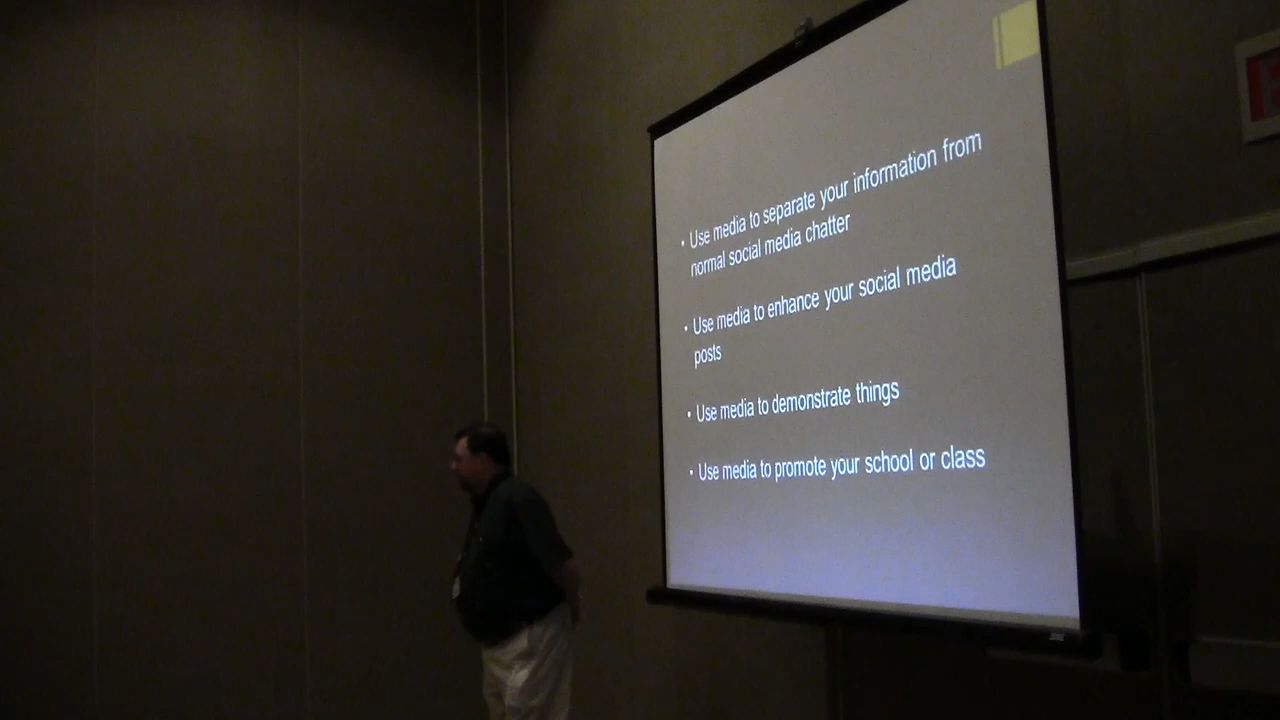 • Use media to separate your information from
normal social media chatter
• Use media to enhance your social media
posts
• Use media to demonstrate things
• Use media to promote your school or class